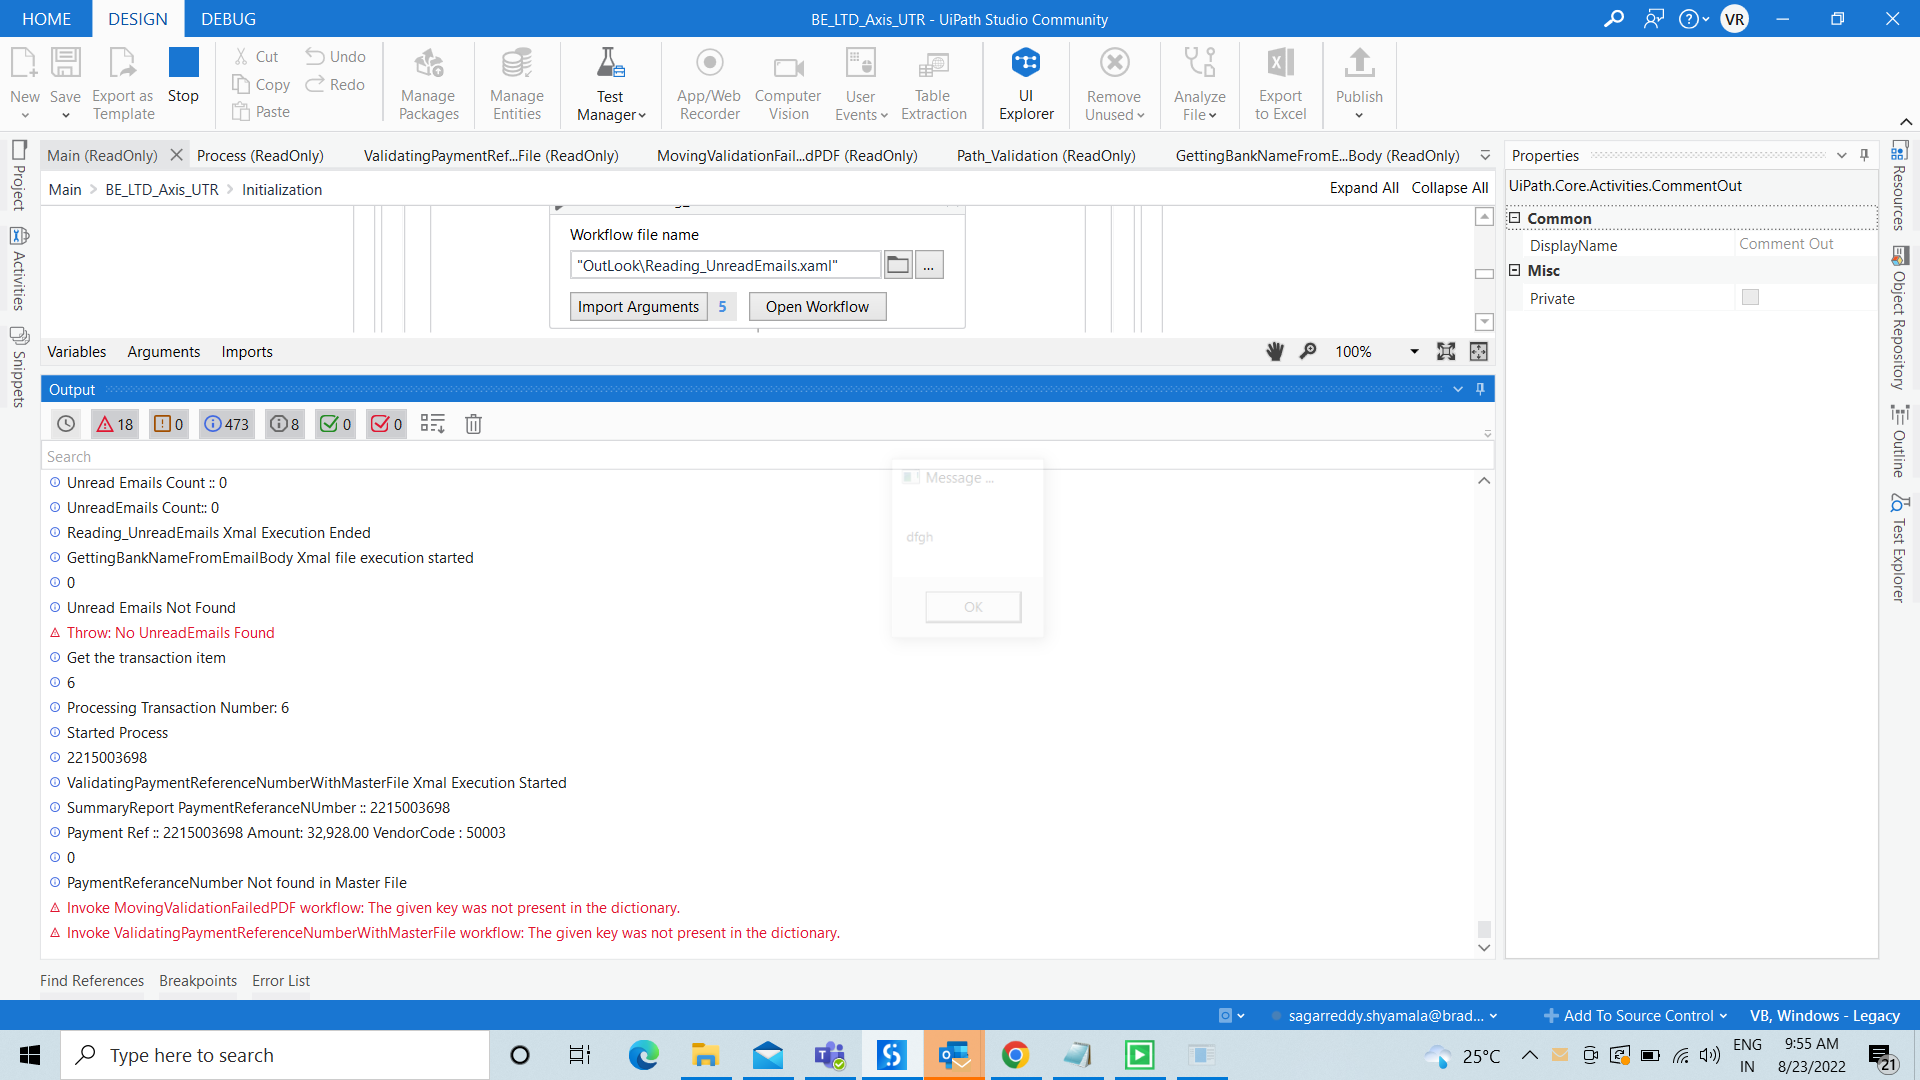 HOME DESIGN DEBUG BE_LTD_Axis_UTR - UiPath Studio Community VR
New Save Export as Template Stop Cut Copy Paste Undo Redo Manage Packages Manage Entities Test Manager App/Web Recorder Computer Vision User Events Table Extraction UI Explorer Remove Unused Analyze File Export to Excel Publish
Main (ReadOnly) Process (ReadOnly) ValidatingPaymentRef...File (ReadOnly) MovingValidationFail...dPDF (ReadOnly) Path_Validation (ReadOnly) GettingBankNameFromE...Body (ReadOnly)
Main BE_LTD_Axis_UTR Initialization Expand All Collapse All
Workflow file name
"OutLook\Reading_UnreadEmails.xaml" ...
Import Arguments 5 Open Workflow
Variables Arguments Imports 100%
Project
Activities
Snippets
Output
18 0 473 8 0 0
Search
Unread Emails Count :: 0
UnreadEmails Count:: 0
Reading_UnreadEmails Xmal Execution Ended
GettingBankNameFromEmailBody Xmal file execution started
0
Unread Emails Not Found
Throw: No UnreadEmails Found
Get the transaction item
6
Processing Transaction Number: 6
Started Process
2215003698
ValidatingPaymentReferenceNumberWithMasterFile Xmal Execution Started
SummaryReport PaymentReferanceNUmber :: 2215003698
Payment Ref :: 2215003698 Amount: 32,928.00 VendorCode : 50003
0
PaymentReferanceNumber Not found in Master File
Invoke MovingValidationFailedPDF workflow: The given key was not present in the dictionary.
Invoke ValidatingPaymentReferenceNumberWithMasterFile workflow: The given key was not present in the dictionary.
Message ...
dfgh
OK
Properties
UiPath.Core.Activities.CommentOut
Common
DisplayName Comment Out
Misc
Private
Resources
Object Repository
Outline
Test Explorer
Find References Breakpoints Error List
sagarreddy.shyamala@brad... Add To Source Control VB, Windows - Legacy
Type here to search 25°C ENG IN 9:55 AM 8/23/2022 21